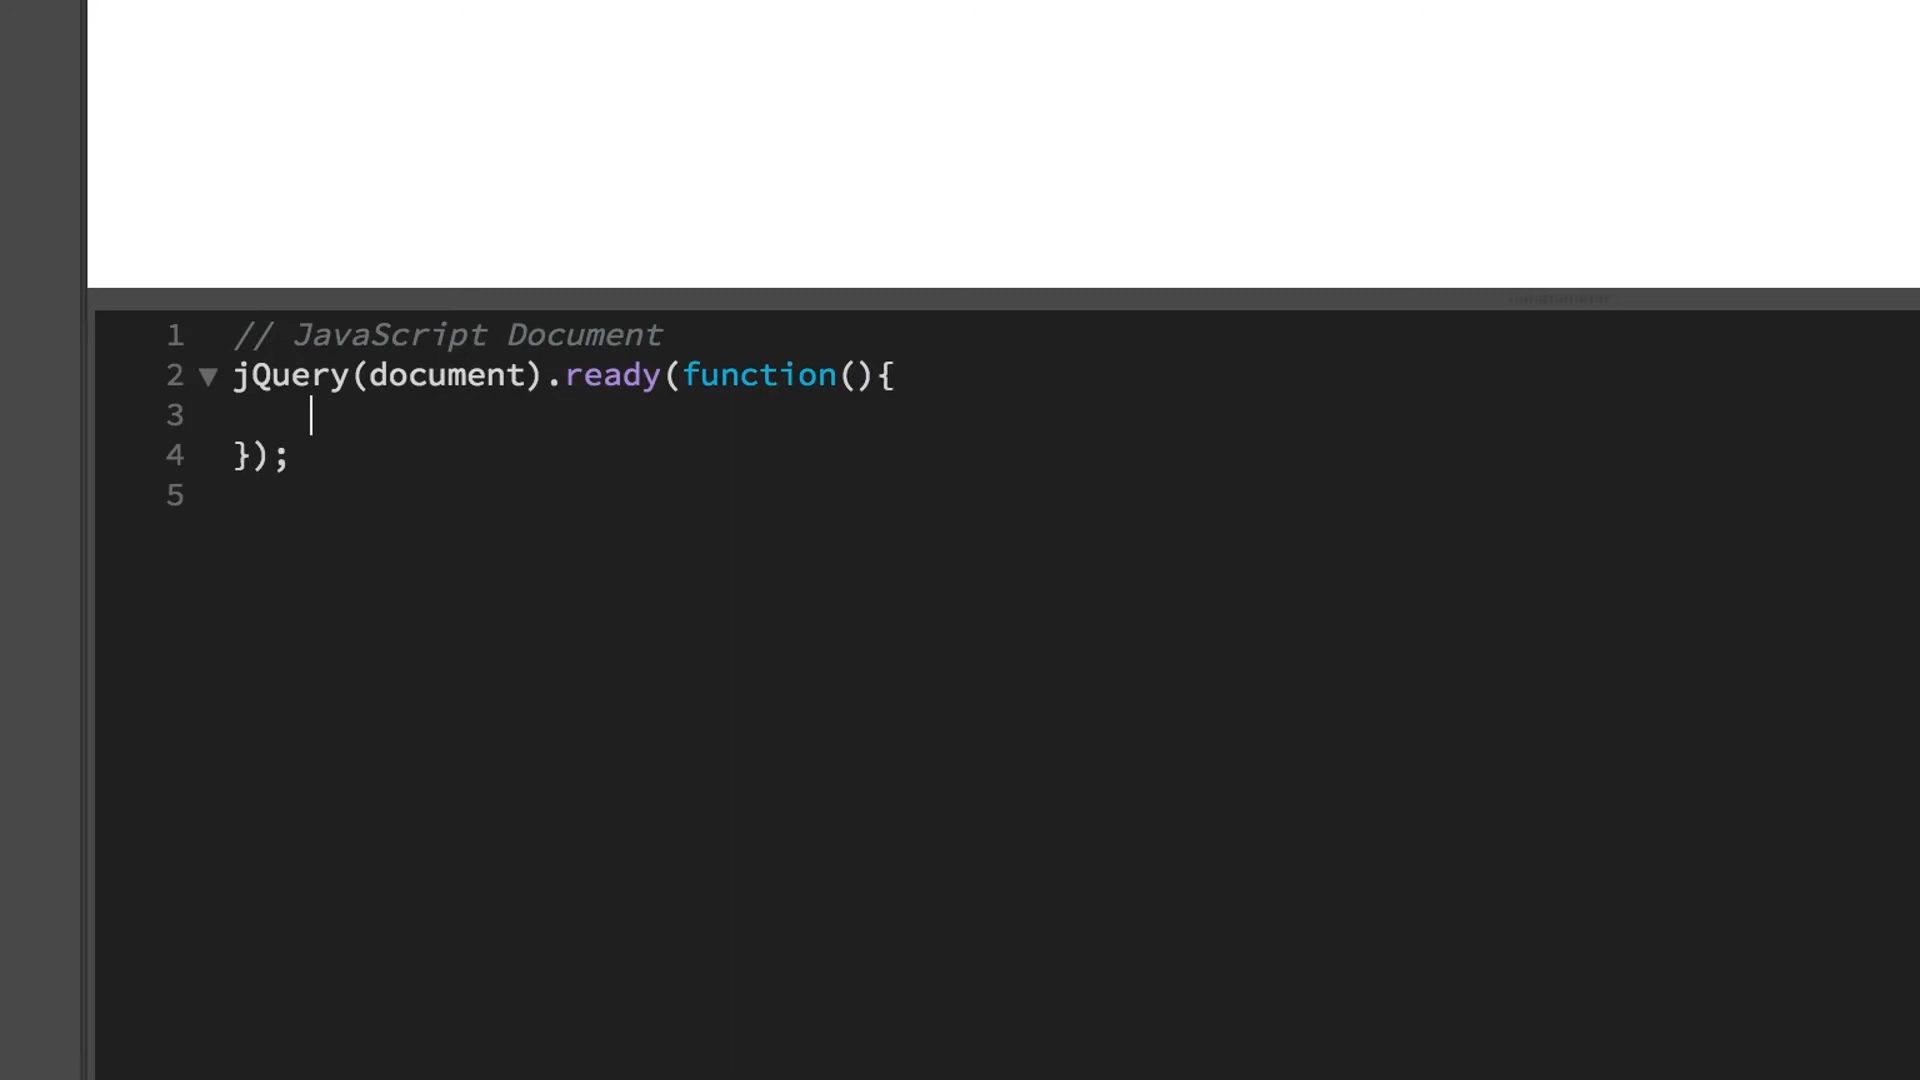 1 // JavaScript Document
2 ▼ jQuery(document).ready(function(){
3
4 });
5